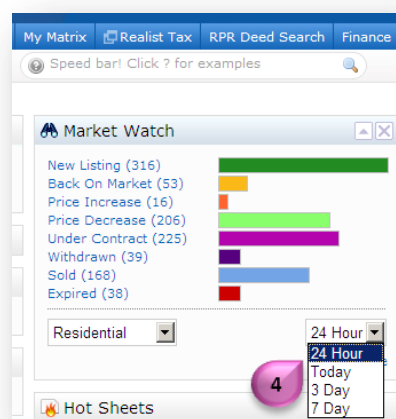 My Matrix Realist Tax RPR Deed Search Finance
Speed bar! Click ? for examples
Market Watch
New Listing (316)
Back On Market (53)
Price Increase (16)
Price Decrease (206)
Under Contract (225)
Withdrawn (39)
Sold (168)
Expired (38)
Residential 24 Hour
24 Hour
Today
3 Day
7 Day
4
Hot Sheets